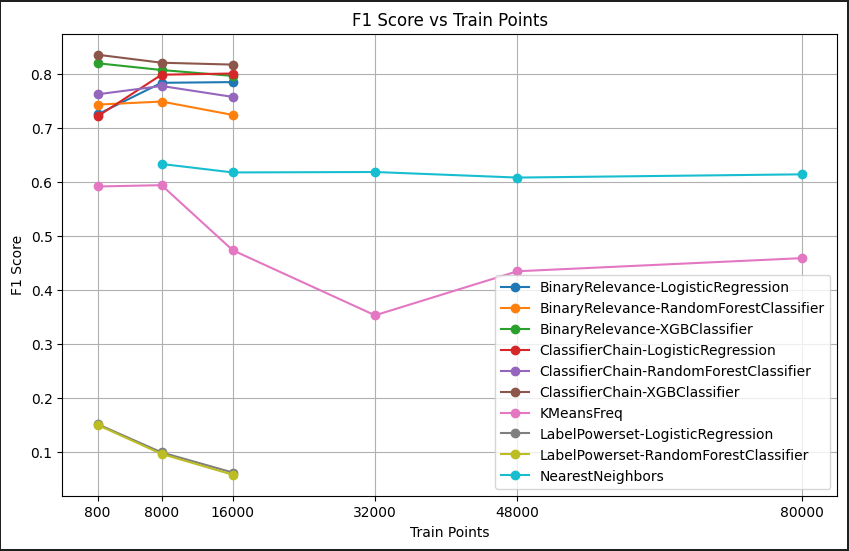 F1 Score vs Train Points
F1 Score
0.8
0.7
0.6
0.5
0.4
0.3
0.2
0.1
BinaryRelevance-LogisticRegression
BinaryRelevance-RandomForestClassifier
BinaryRelevance-XGBClassifier
ClassifierChain-LogisticRegression
ClassifierChain-RandomForestClassifier
ClassifierChain-XGBClassifier
KMeansFreq
LabelPowerset-LogisticRegression
LabelPowerset-RandomForestClassifier
NearestNeighbors
800 8000 16000 32000 48000 80000
Train Points